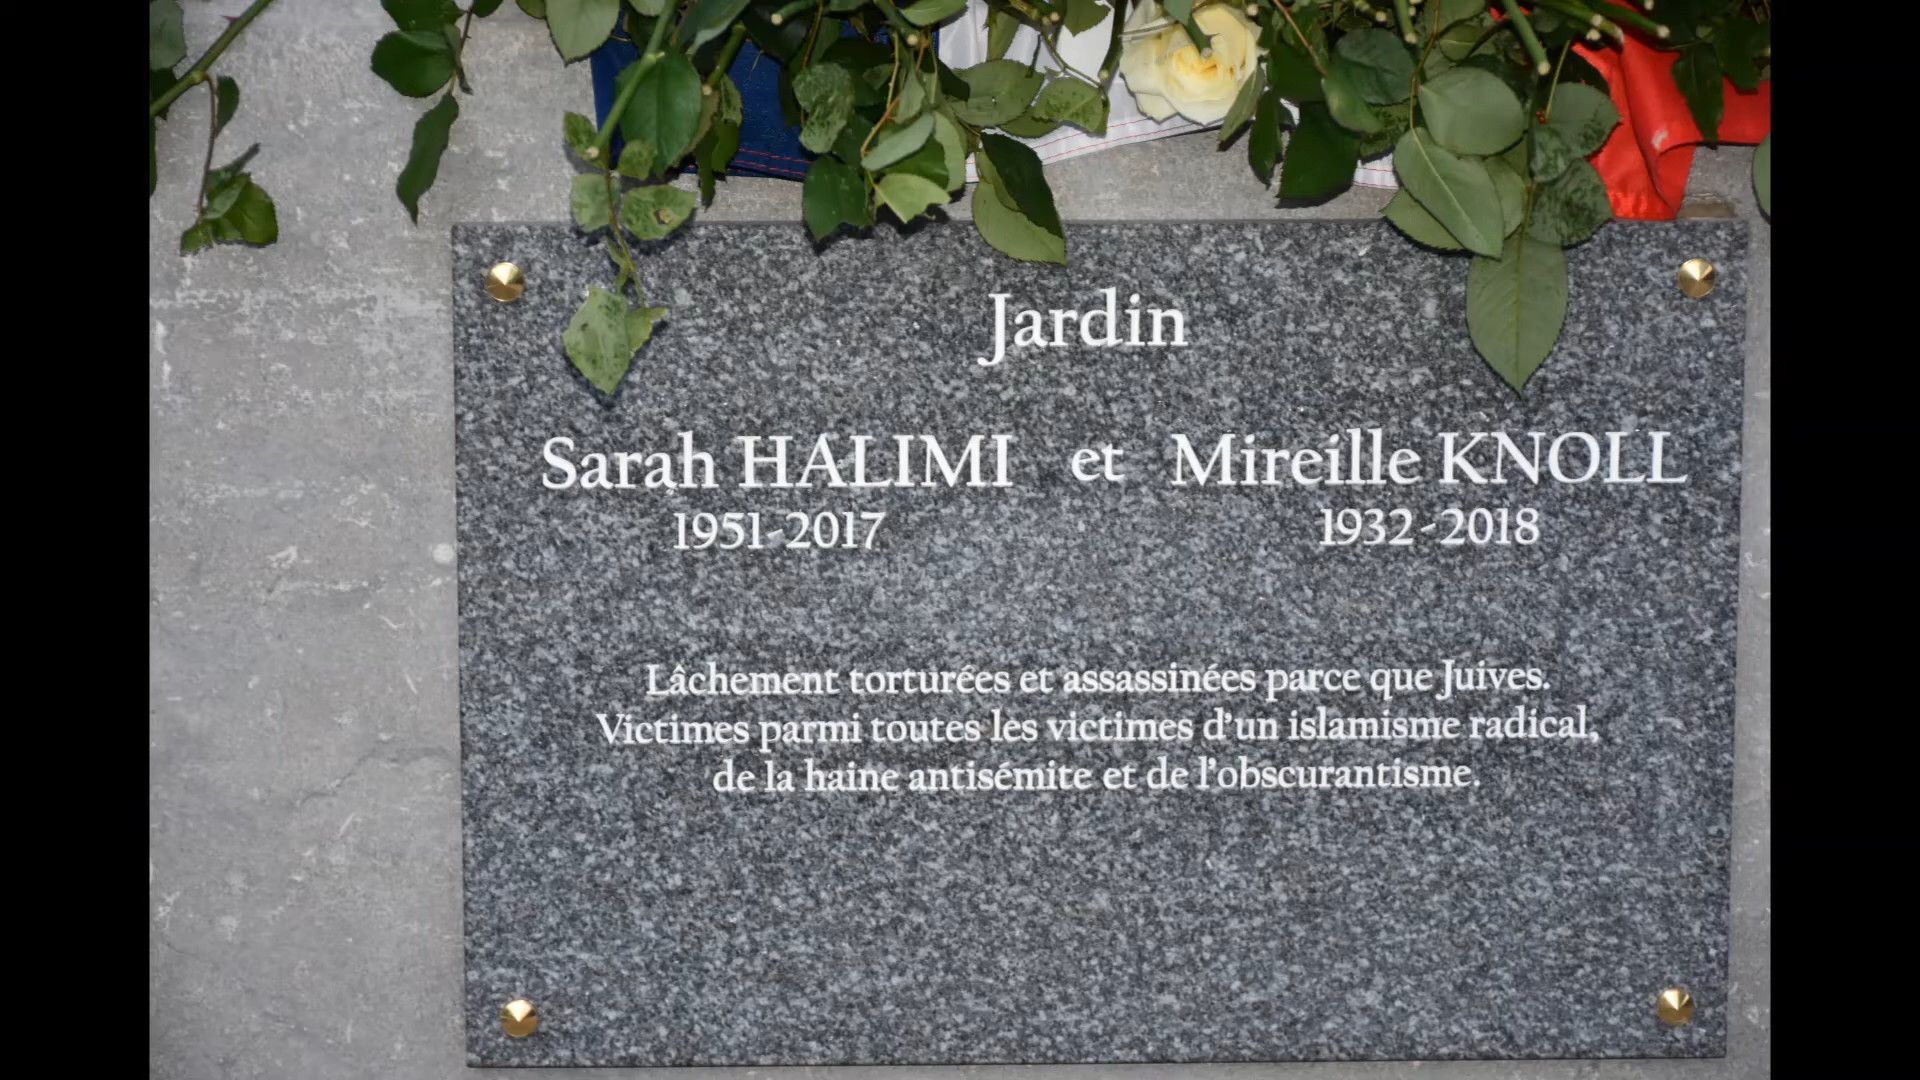 Jardin
Sarah HALIMI et Mireille KNOLL
1951-2017 1932-2018
Lâchement torturées et assassinées parce que Juives.
Victimes parmi toutes les victimes d'un islamisme radical,
de la haine antisémite et de l'obscurantisme.